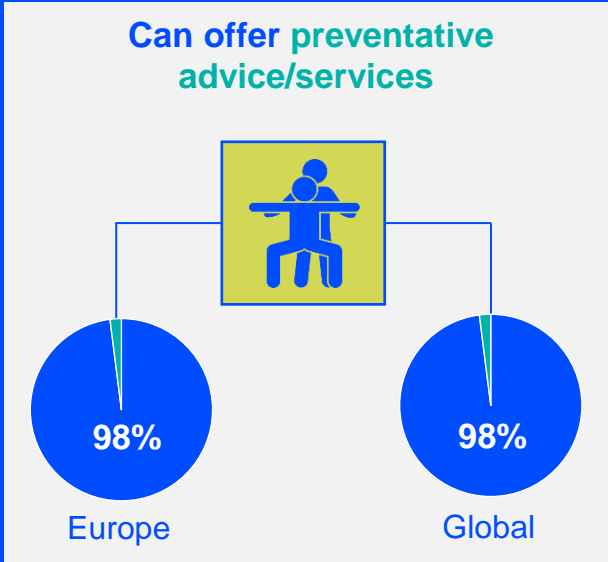 Can offer preventative
advice/services
98%
98%
Europe
Global